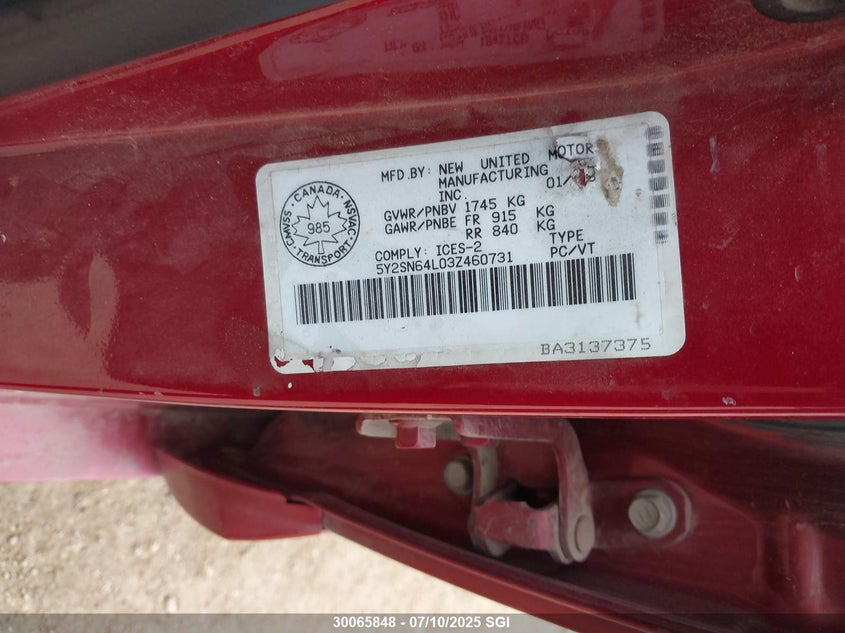 MFD.BY: NEW UNITED MOTOR
MANUFACTURING
INC
GVWR/PNBV 1745 KG
GAWR/PNBE FR 915 KG
RR 840 KG
COMPLY: ICES-2 TYPE
5Y2SN64L03Z460731 PC/VT
CANADA
CMVSS NSVAC
985
TRANSPORT
BA3137375
30065848 - 07/10/2025 SGI